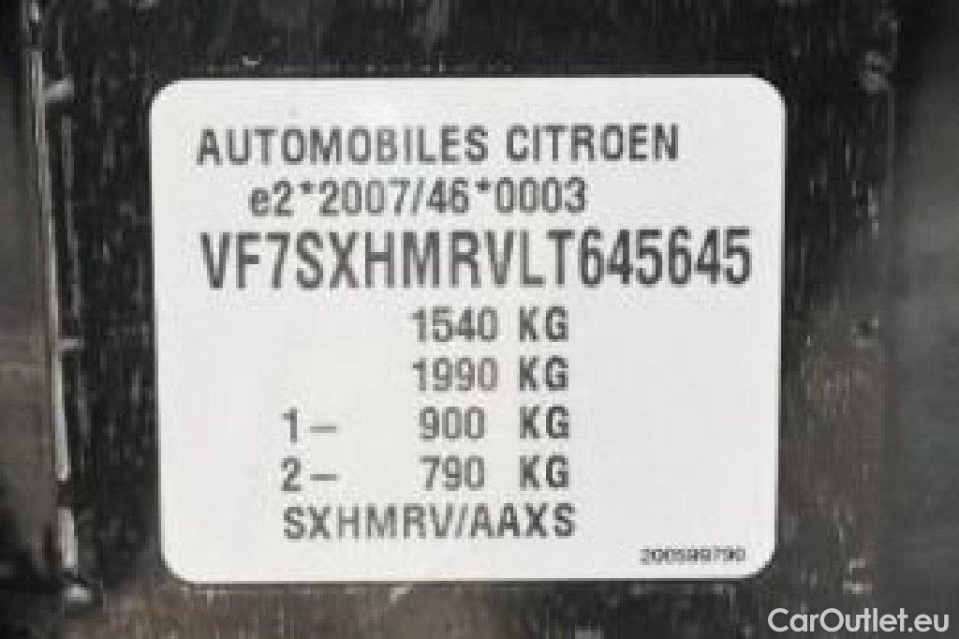 AUTOMOBILES CITROEN
e2*2007/46*0003
VF7SXHMRVLT645645
1540 KG
1990 KG
1– 900 KG
2– 790 KG
SXHMRV/AAXS
200599790
CarOutlet.eu